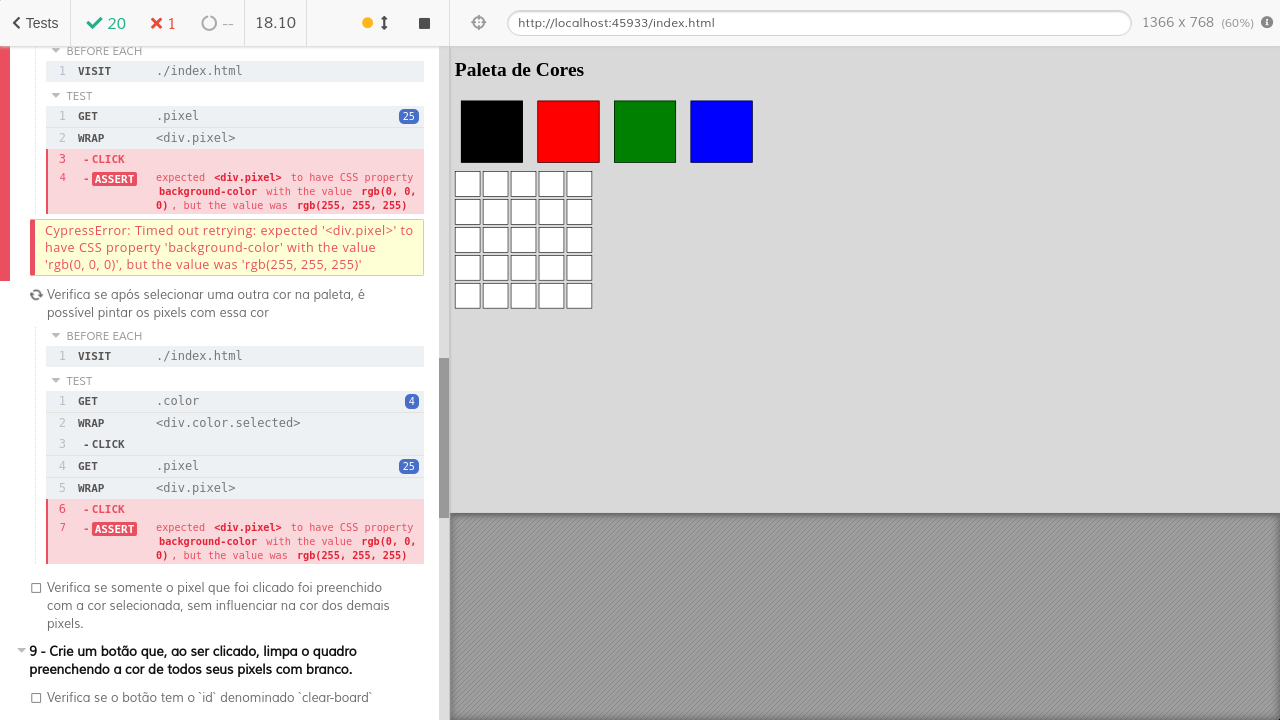 Tests 20 1 -- 18.10
http://localhost:45933/index.html 1366 x 768 (60%)
BEFORE EACH
1 VISIT ./index.html
TEST
1 GET .pixel 25
2 WRAP <div.pixel>
3 - CLICK
4 - ASSERT expected <div.pixel> to have CSS property
background-color with the value rgb(0, 0,
0), but the value was rgb(255, 255, 255)
CypressError: Timed out retrying: expected '<div.pixel>' to
have CSS property 'background-color' with the value
'rgb(0, 0, 0)', but the value was 'rgb(255, 255, 255)'
Verifica se após selecionar uma outra cor na paleta, é
possível pintar os pixels com essa cor
BEFORE EACH
1 VISIT ./index.html
TEST
1 GET .color 4
2 WRAP <div.color.selected>
3 - CLICK
4 GET .pixel 25
5 WRAP <div.pixel>
6 - CLICK
7 - ASSERT expected <div.pixel> to have CSS property
background-color with the value rgb(0, 0,
0), but the value was rgb(255, 255, 255)
Verifica se somente o pixel que foi clicado foi preenchido
com a cor selecionada, sem influenciar na cor dos demais
pixels.
9 - Crie um botão que, ao ser clicado, limpa o quadro
preenchendo a cor de todos seus pixels com branco.
Verifica se o botão tem o `id` denominado `clear-board`
Paleta de Cores